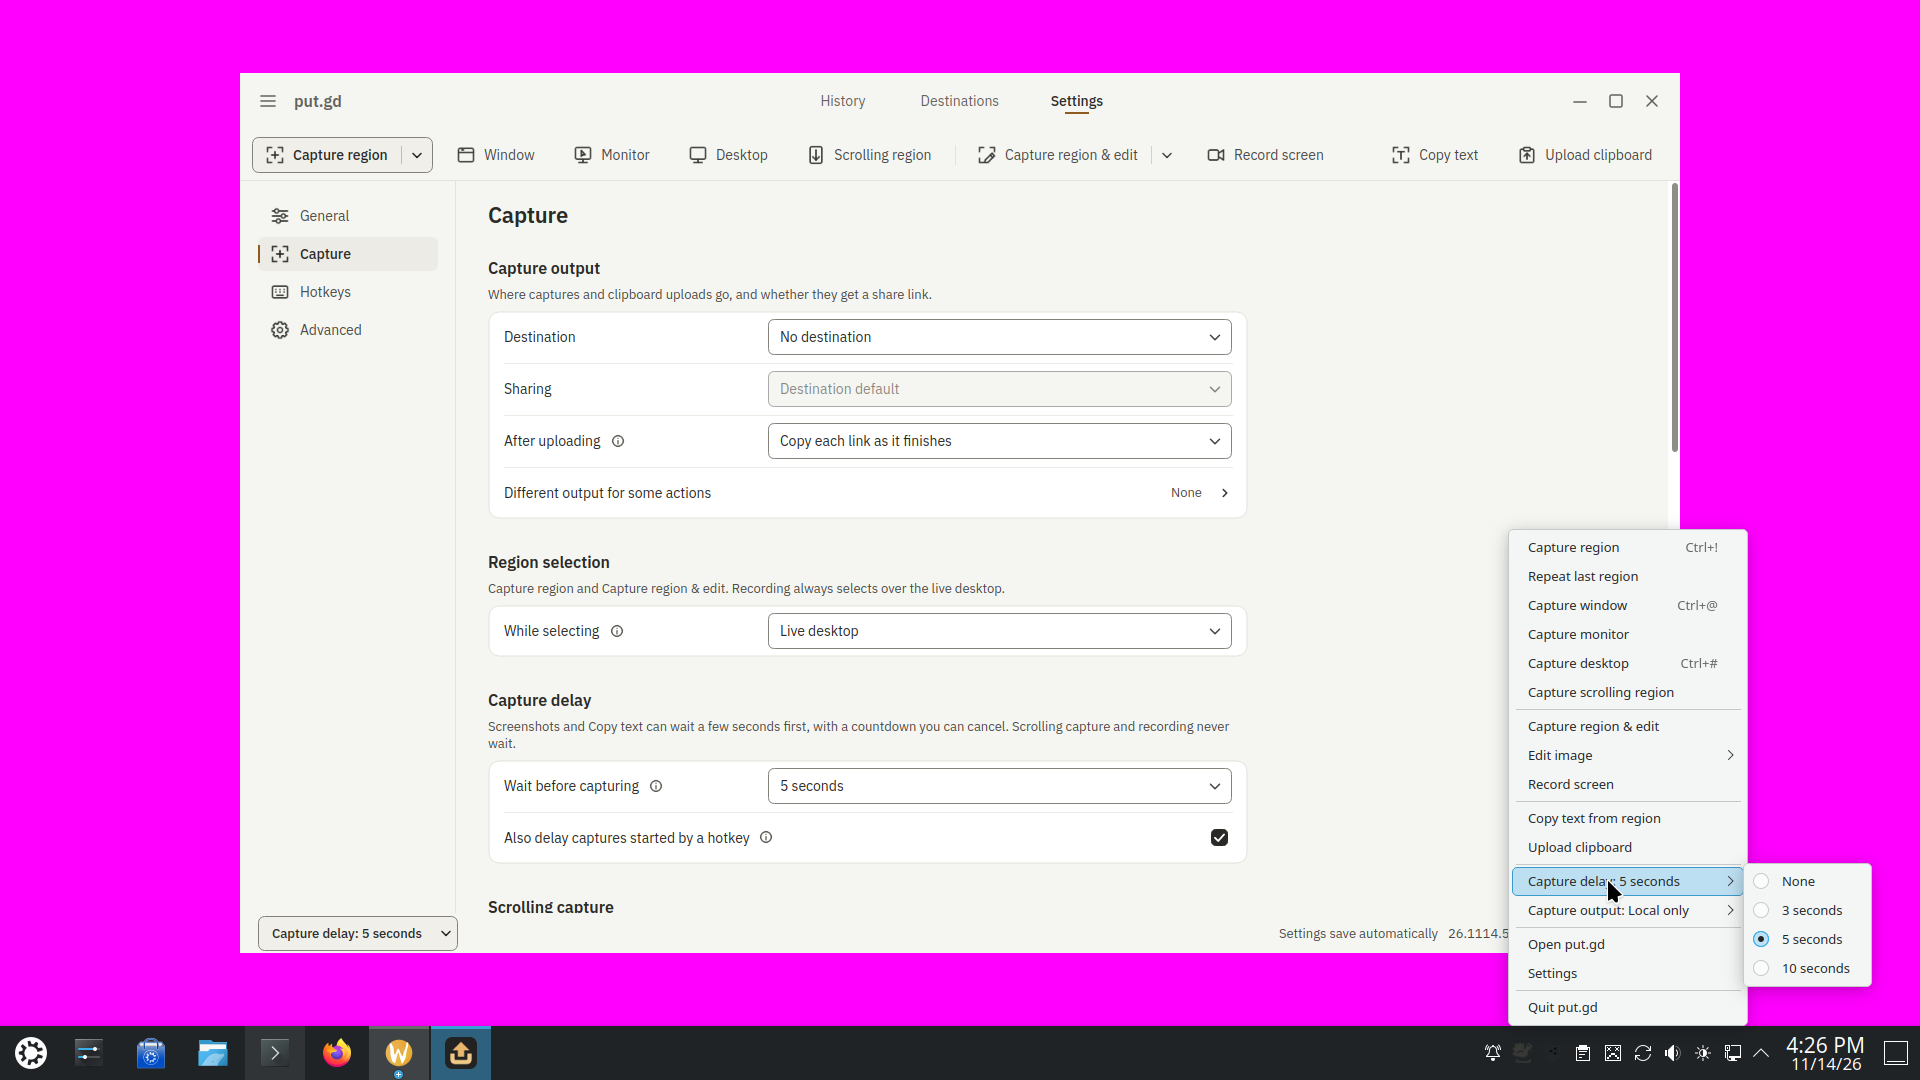 put.gd
History
Destinations
Settings
Capture region
Window
Monitor
Desktop
Scrolling region
Capture region & edit
Record screen
Copy text
Upload clipboard
General
Capture
Hotkeys
Advanced
Capture
Capture output
Where captures and clipboard uploads go, and whether they get a share link.
Destination
No destination
Sharing
Destination default
After uploading
Copy each link as it finishes
Different output for some actions
None
Region selection
Capture region and Capture region & edit. Recording always selects over the live desktop.
While selecting
Live desktop
Capture delay
Screenshots and Copy text can wait a few seconds first, with a countdown you can cancel. Scrolling capture and recording never
wait.
Wait before capturing
5 seconds
Also delay captures started by a hotkey
Scrolling capture
Capture delay: 5 seconds
Settings save automatically
26.1114.5
Capture region Ctrl+!
Repeat last region
Capture window Ctrl+@
Capture monitor
Capture desktop Ctrl+#
Capture scrolling region
Capture region & edit
Edit image
Record screen
Copy text from region
Upload clipboard
Capture delay: 5 seconds
Capture output: Local only
Open put.gd
Settings
Quit put.gd
None
3 seconds
5 seconds
10 seconds
4:26 PM
11/14/26